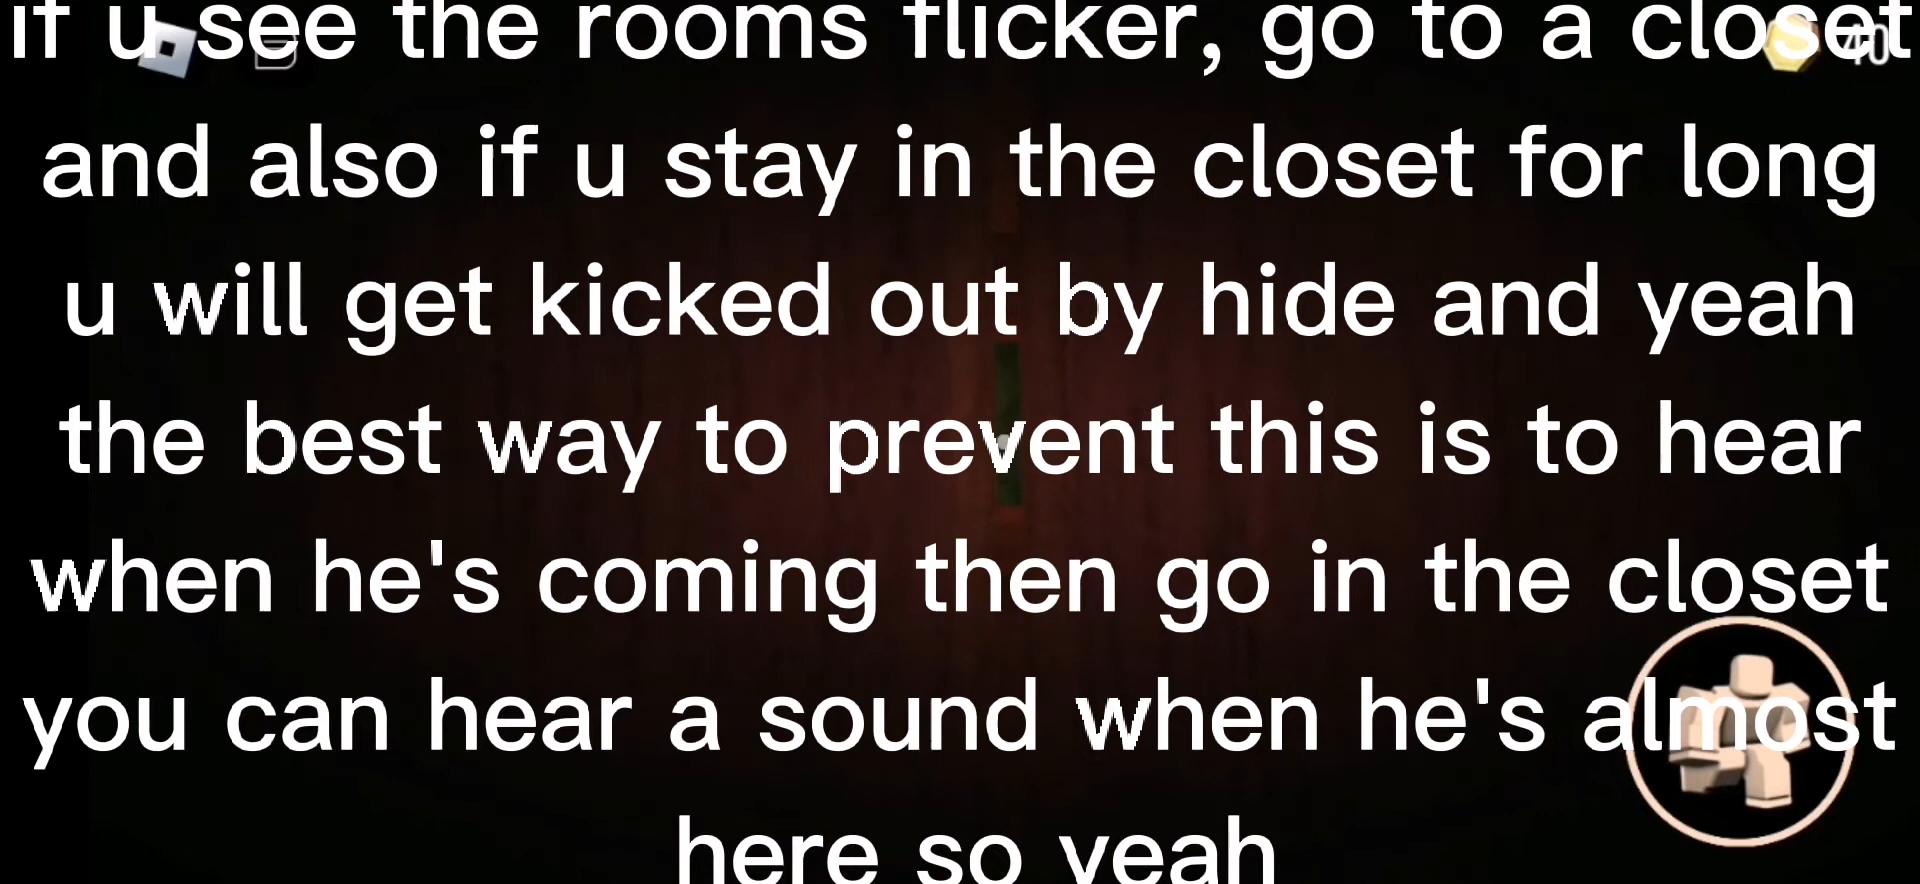 if u see the rooms flicker, go to a closet
and also if u stay in the closet for long
u will get kicked out by hide and yeah
the best way to prevent this is to hear
when he's coming then go in the closet
you can hear a sound when he's almost
here so yeah
40